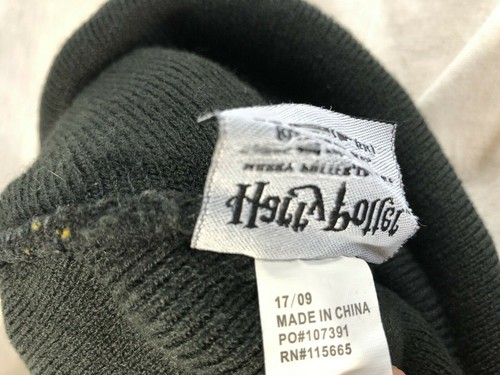 Harry Potter
17/09
MADE IN CHINA
PO#107391
RN#115665